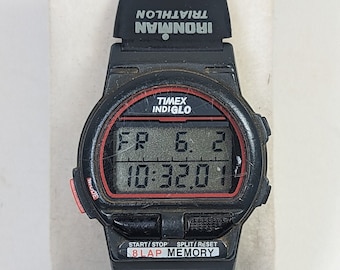 IRONMAN
TRIATHLON
TIMEX
INDIGLO
FR 6. 2
10:32.01
START/STOP SPLIT/RESET
8 LAP MEMORY